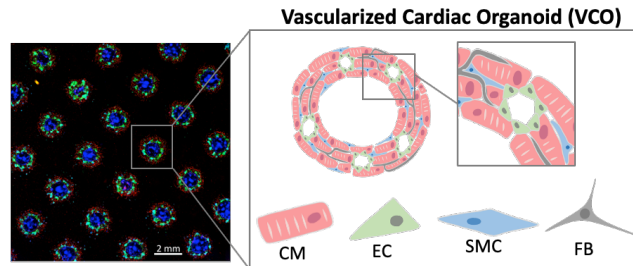 Vascularized Cardiac Organoid (VCO)
2 mm
CM
EC
SMC
FB